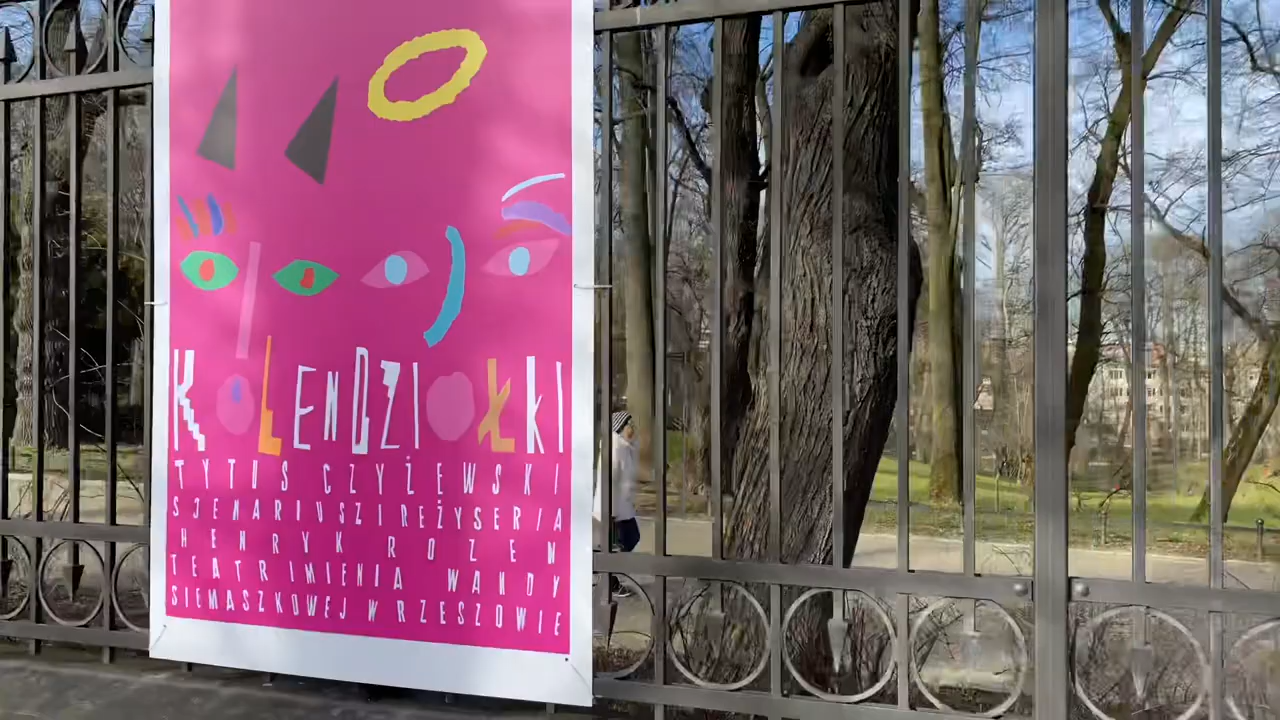 KOLENDZIOŁKI
TYTUS CZYŻEWSKI
SCENARIUSZ I REŻYSERIA
HENRYK ROZEN
TEATR IMIENIA WANDY
SIEMASZKOWEJ W RZESZOWIE